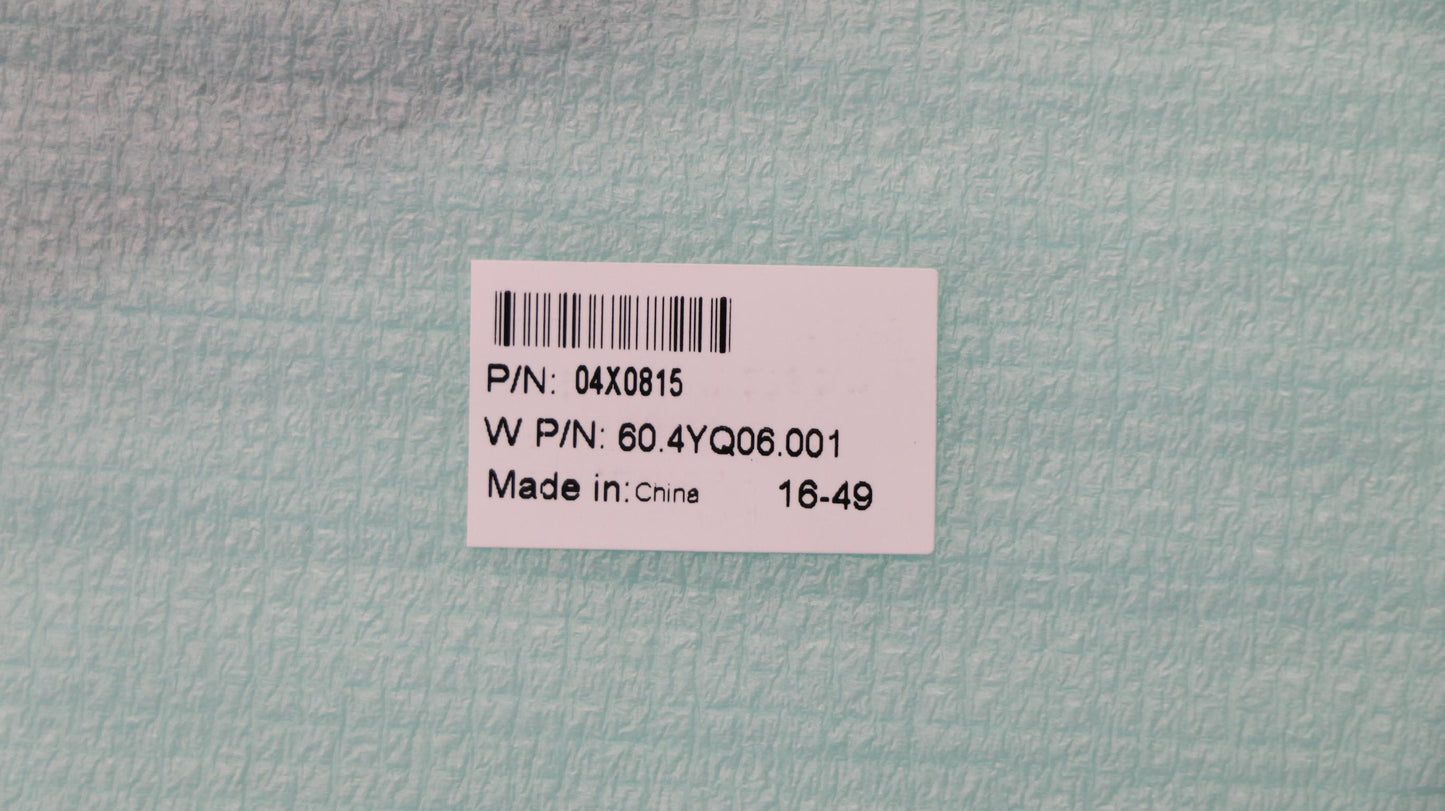 P/N: 04X0815
W P/N: 60.4YQ06.001
Made in: China 16-49